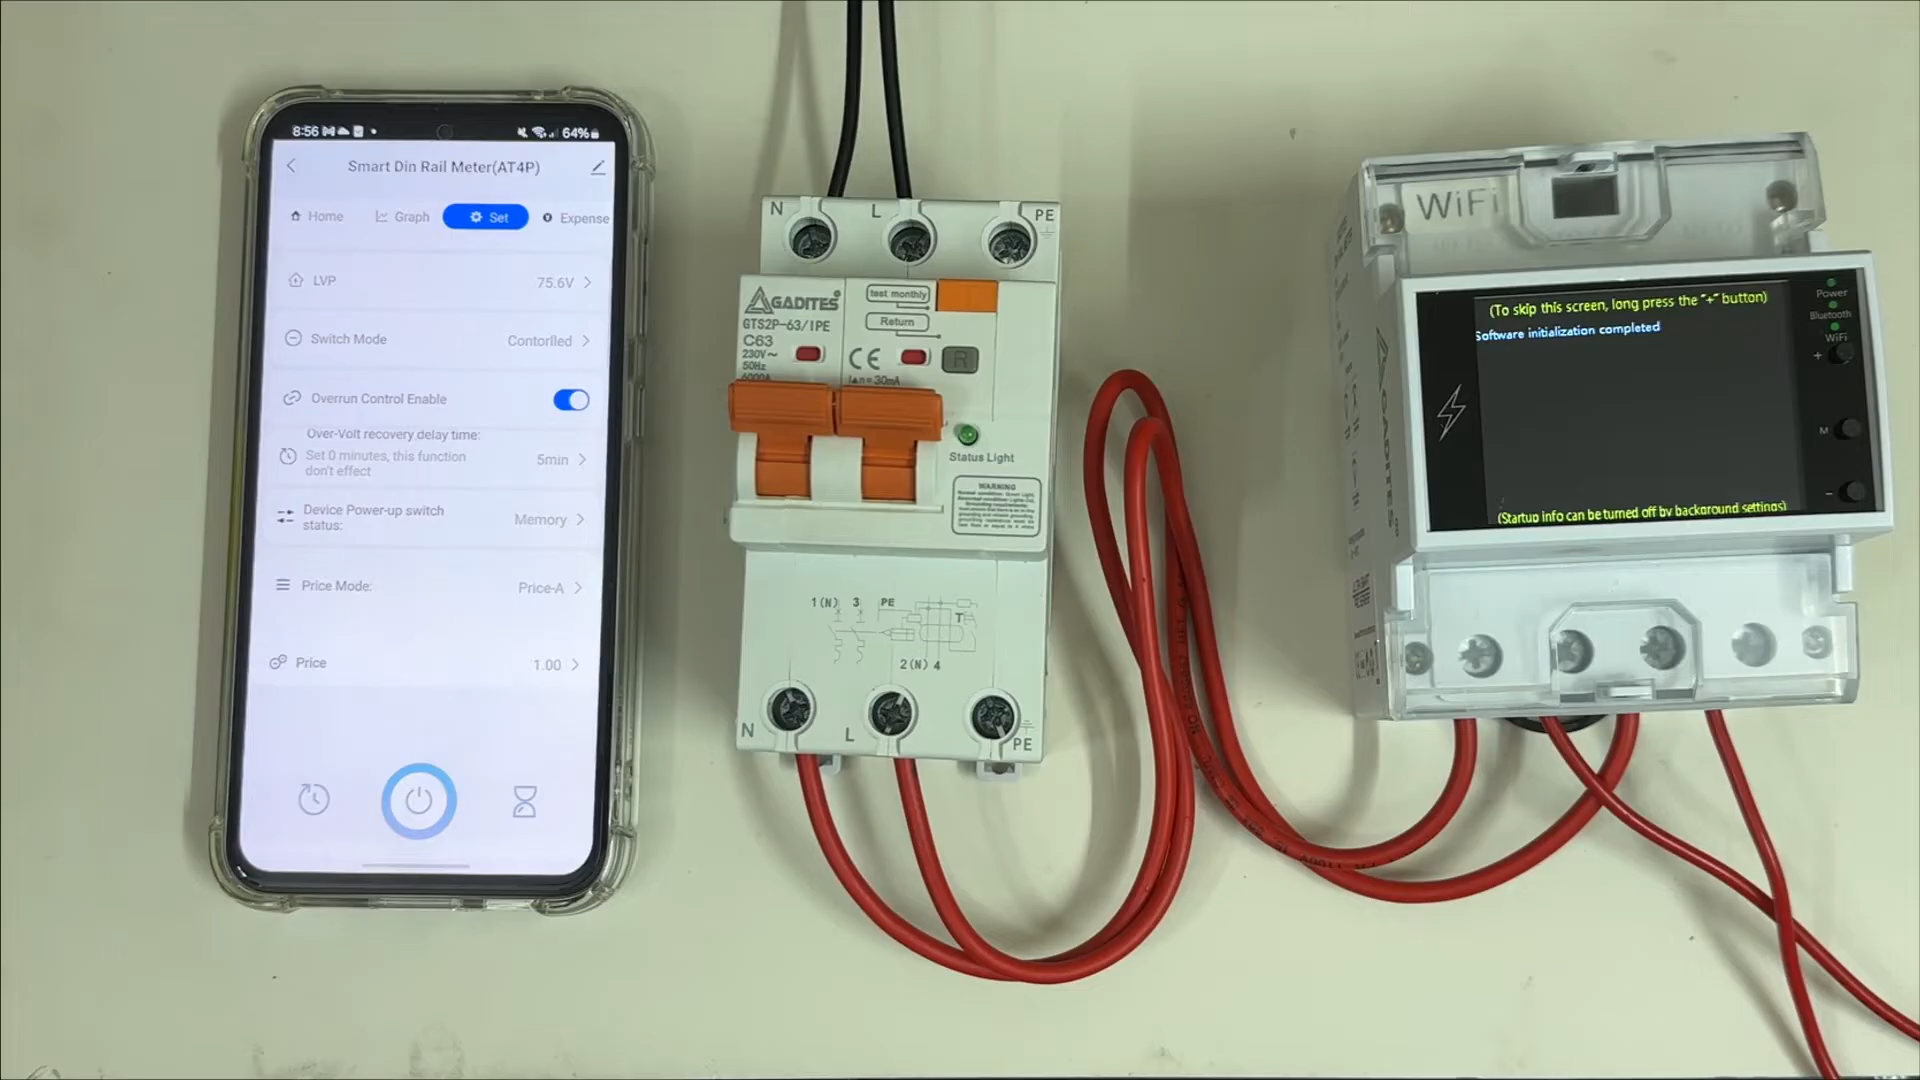 8:56
64%
Smart Din Rail Meter(AT4P)
Home
Graph
Set
Expense
LVP
75.6V
Switch Mode
Contorlled
Overrun Control Enable
Over-Volt recovery delay time:
Set 0 minutes, this function
don't effect
5min
Device Power-up switch
status:
Memory
Price Mode:
Price-A
Price
1.00
N
L
PE
GADITES
GTS2P-63/1PE
C63
230V~
50Hz
6000A
test monthly
Return
CE
R
I▲n=30mA
Status Light
WARNING
1(N) 3 PE
T
2(N) 4
N
L
PE
WiFi
(To skip this screen, long press the "+" button)
Software initialization completed
(Startup info can be turned off by background settings)
Power
Bluetooth
WiFi
+
M
-
GADITES